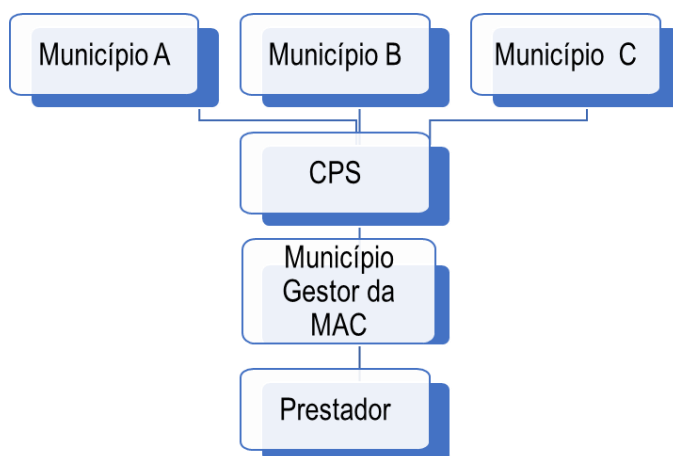 Município A
Município B
Município C
CPS
Município
Gestor da
MAC
Prestador